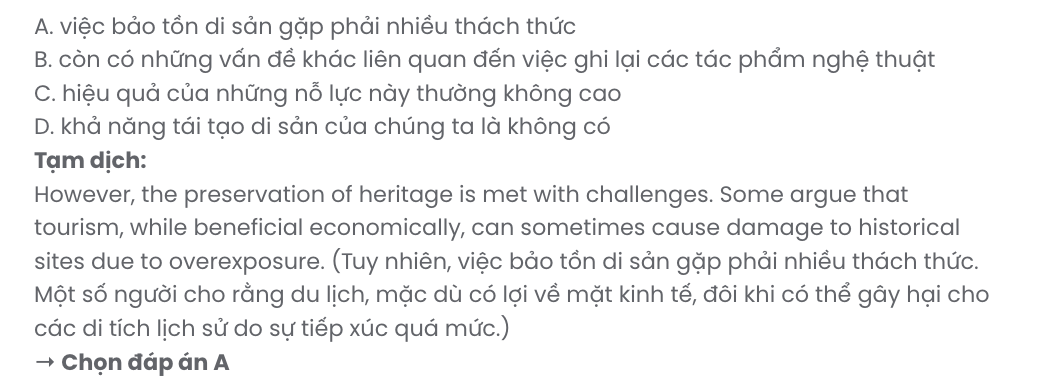 A. việc bảo tồn di sản gặp phải nhiều thách thức
B. còn có những vấn đề khác liên quan đến việc ghi lại các tác phẩm nghệ thuật
C. hiệu quả của những nỗ lực này thường không cao
D. khả năng tái tạo di sản của chúng ta là không có
Tạm dịch:
However, the preservation of heritage is met with challenges. Some argue that
tourism, while beneficial economically, can sometimes cause damage to historical
sites due to overexposure. (Tuy nhiên, việc bảo tồn di sản gặp phải nhiều thách thức.
Một số người cho rằng du lịch, mặc dù có lợi về mặt kinh tế, đôi khi có thể gây hại cho
các di tích lịch sử do sự tiếp xúc quá mức.)
→ Chọn đáp án A